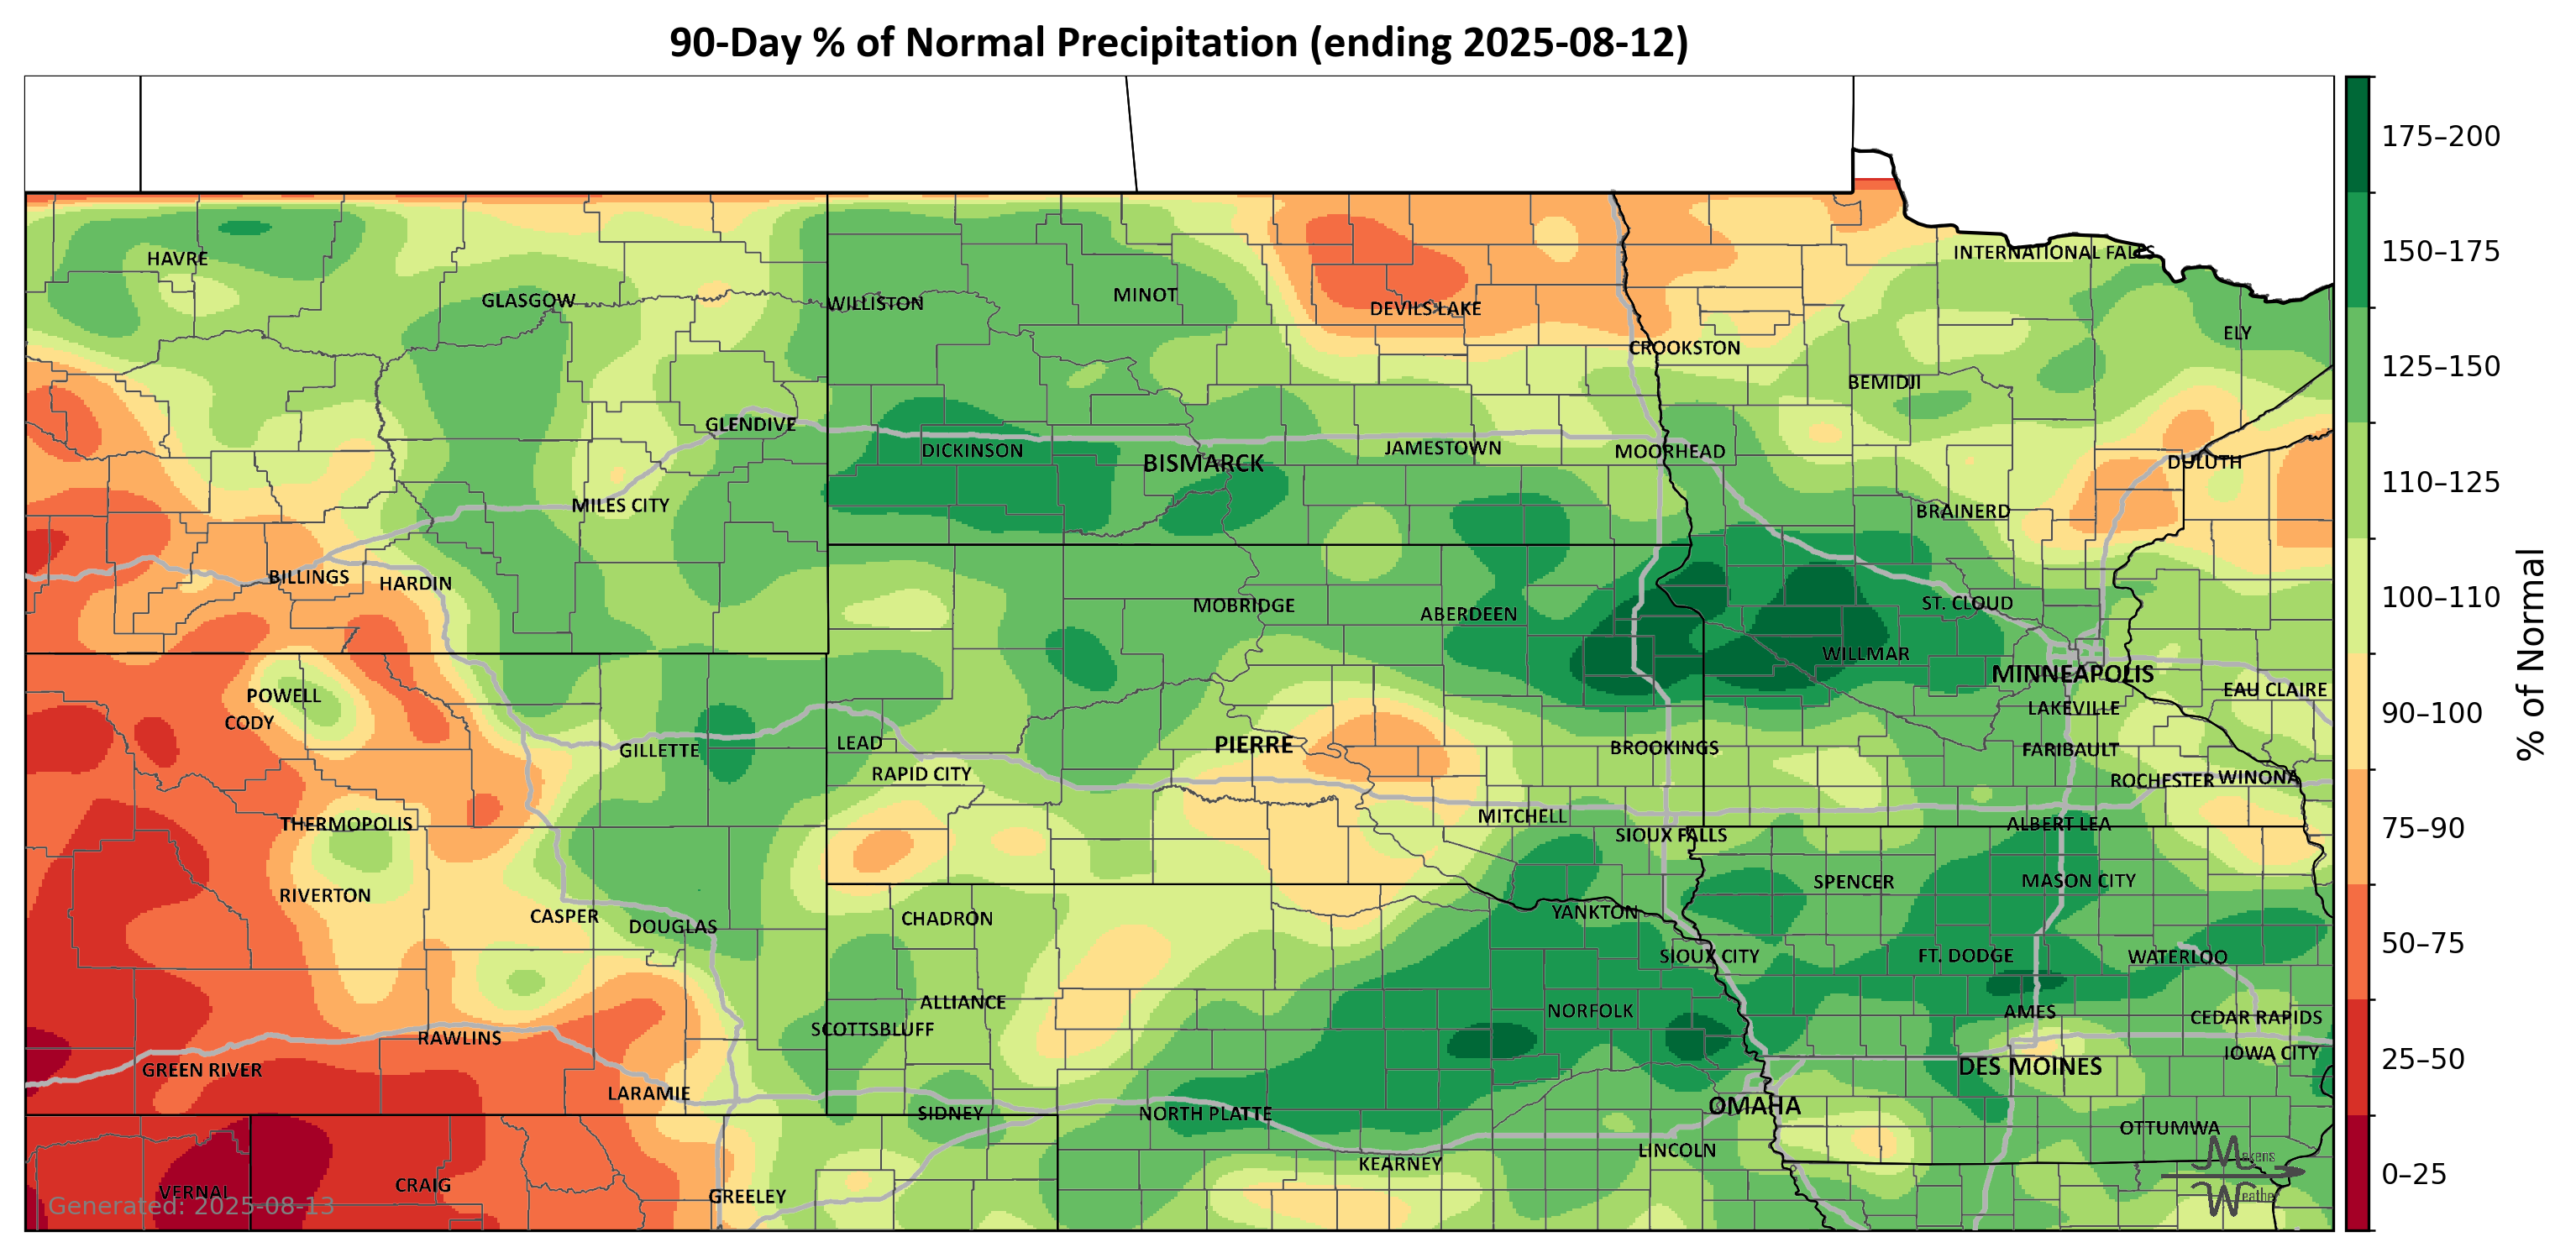 90-Day % of Normal Precipitation (ending 2025-08-12)
175–200
INTERNATIONAL FALLS
150–175
HAVRE
GLASGOW
WILLISTON
MINOT
DEVILS LAKE
ELY
CROOKSTON
125–150
BEMIDJI
GLENDIVE
DICKINSON
BISMARCK
JAMESTOWN
MOORHEAD
DULUTH
110–125
MILES CITY
BRAINERD
BILLINGS
HARDIN
MOBRIDGE
ABERDEEN
ST. CLOUD
100–110
WILLMAR
MINNEAPOLIS
POWELL
EAU CLAIRE
CODY
LAKEVILLE
90–100
% of Normal
GILLETTE
LEAD
PIERRE
BROOKINGS
FARIBAULT
RAPID CITY
ROCHESTER
WINONA
THERMOPOLIS
MITCHELL
SIOUX FALLS
ALBERT LEA
75–90
RIVERTON
SPENCER
MASON CITY
CASPER
DOUGLAS
CHADRON
YANKTON
SIOUX CITY
FT. DODGE
WATERLOO
50–75
ALLIANCE
NORFOLK
AMES
SCOTTSBLUFF
CEDAR RAPIDS
RAWLINS
GREEN RIVER
DES MOINES
IOWA CITY
25–50
LARAMIE
SIDNEY
NORTH PLATTE
OMAHA
OTTUMWA
KEARNEY
LINCOLN
Makens
Weather
VERNAL
CRAIG
GREELEY
0–25
Generated: 2025-08-13